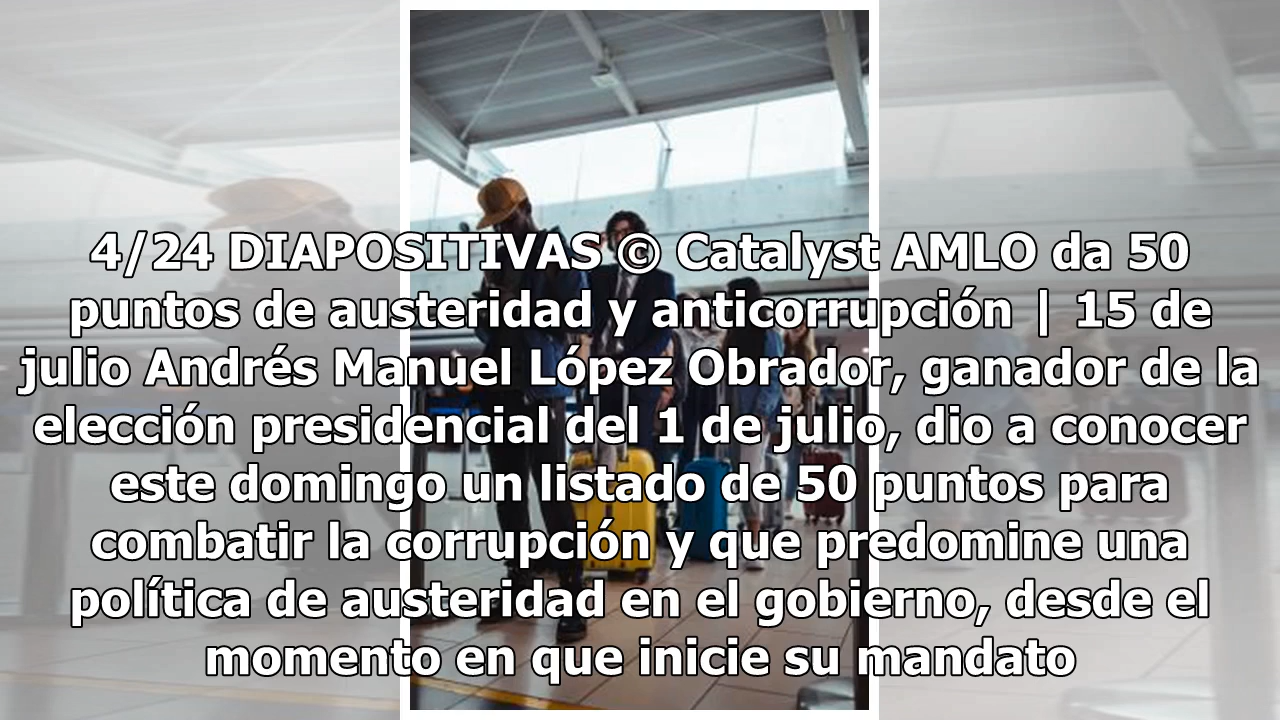 4/24 DIAPOSITIVAS © Catalyst AMLO da 50
puntos de austeridad y anticorrupción | 15 de
julio Andrés Manuel López Obrador, ganador de la
elección presidencial del 1 de julio, dio a conocer
este domingo un listado de 50 puntos para
combatir la corrupción y que predomine una
política de austeridad en el gobierno, desde el
momento en que inicie su mandato